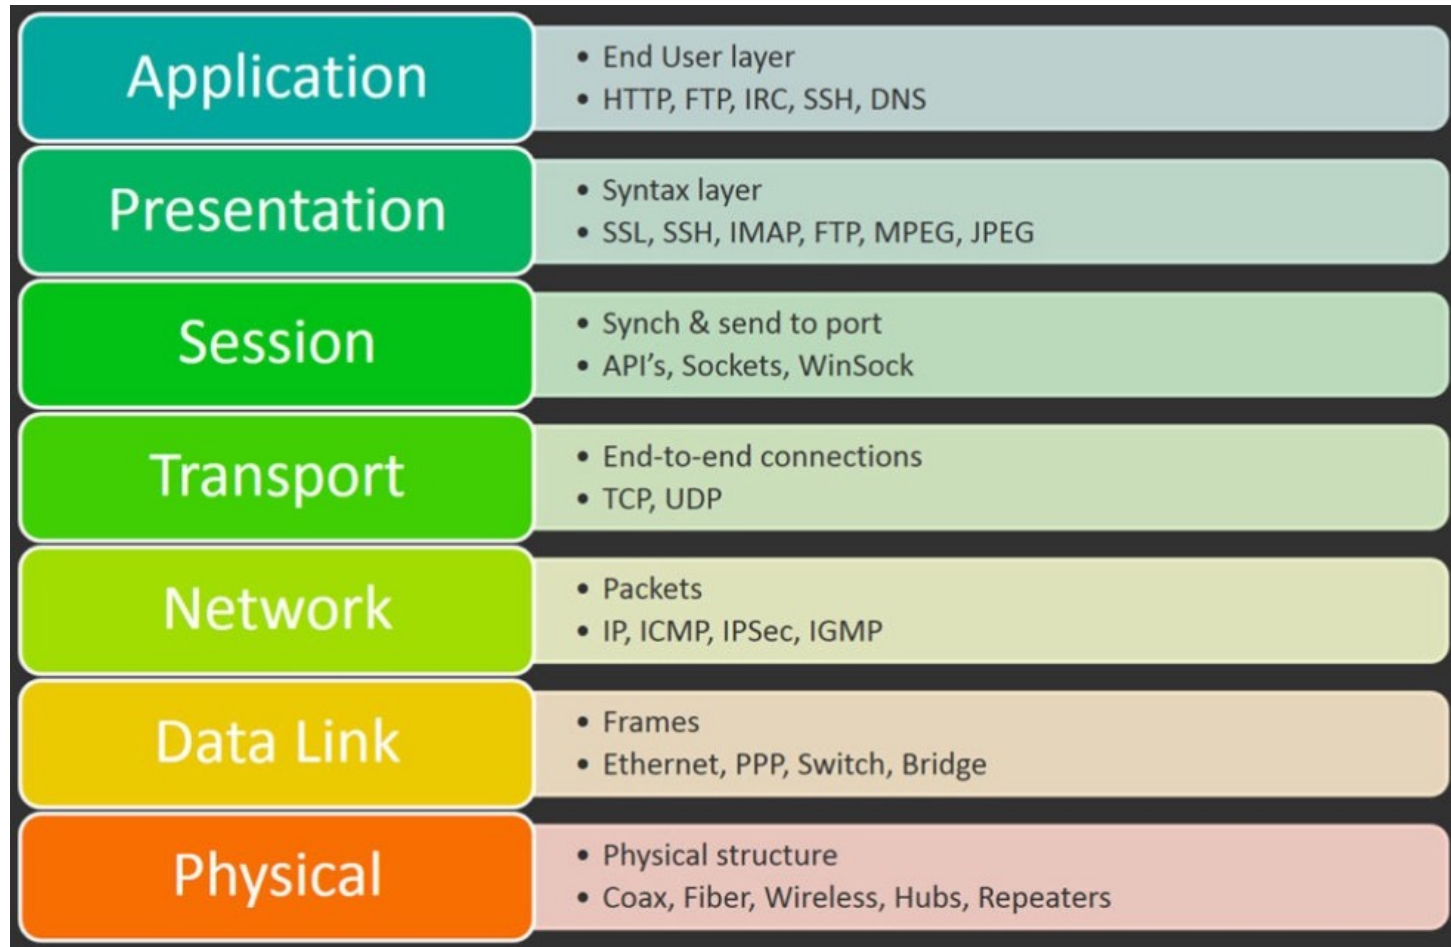 Application
• End User layer
• HTTP, FTP, IRC, SSH, DNS
Presentation
• Syntax layer
• SSL, SSH, IMAP, FTP, MPEG, JPEG
Session
• Synch & send to port
• API’s, Sockets, WinSock
Transport
• End-to-end connections
• TCP, UDP
Network
• Packets
• IP, ICMP, IPSec, IGMP
Data Link
• Frames
• Ethernet, PPP, Switch, Bridge
Physical
• Physical structure
• Coax, Fiber, Wireless, Hubs, Repeaters